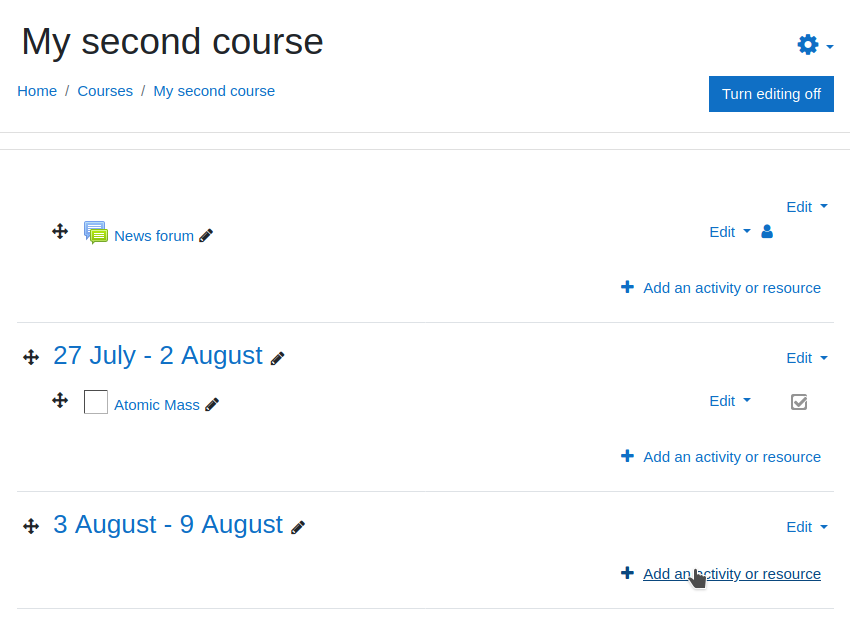 My second course
Home / Courses / My second course
Turn editing off
Edit
News forum
Edit
Add an activity or resource
27 July - 2 August
Edit
Atomic Mass
Edit
Add an activity or resource
3 August - 9 August
Edit
Add an activity or resource